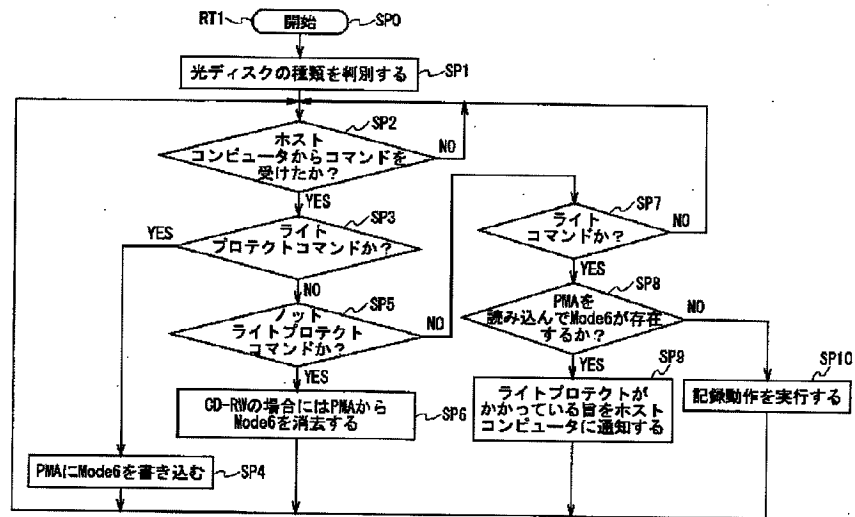 RT1
開始
SP0
光ディスクの種類を判別する
SP1
SP2
ホスト
コンピュータからコマンドを
受けたか?
NO
YES
SP3
ライト
プロテクトコマンドか?
YES
NO
SP5
ノット
ライトプロテクト
コマンドか?
NO
YES
CD-RWの場合にはPMAから
Mode6を消去する
SP6
PMAにMode6を書き込む
SP4
SP7
ライト
コマンドか?
NO
YES
SP8
PMAを
読み込んでMode6が存在
するか?
NO
YES
SP9
ライトプロテクトが
かかっている旨をホスト
コンピュータに通知する
SP10
記録動作を実行する